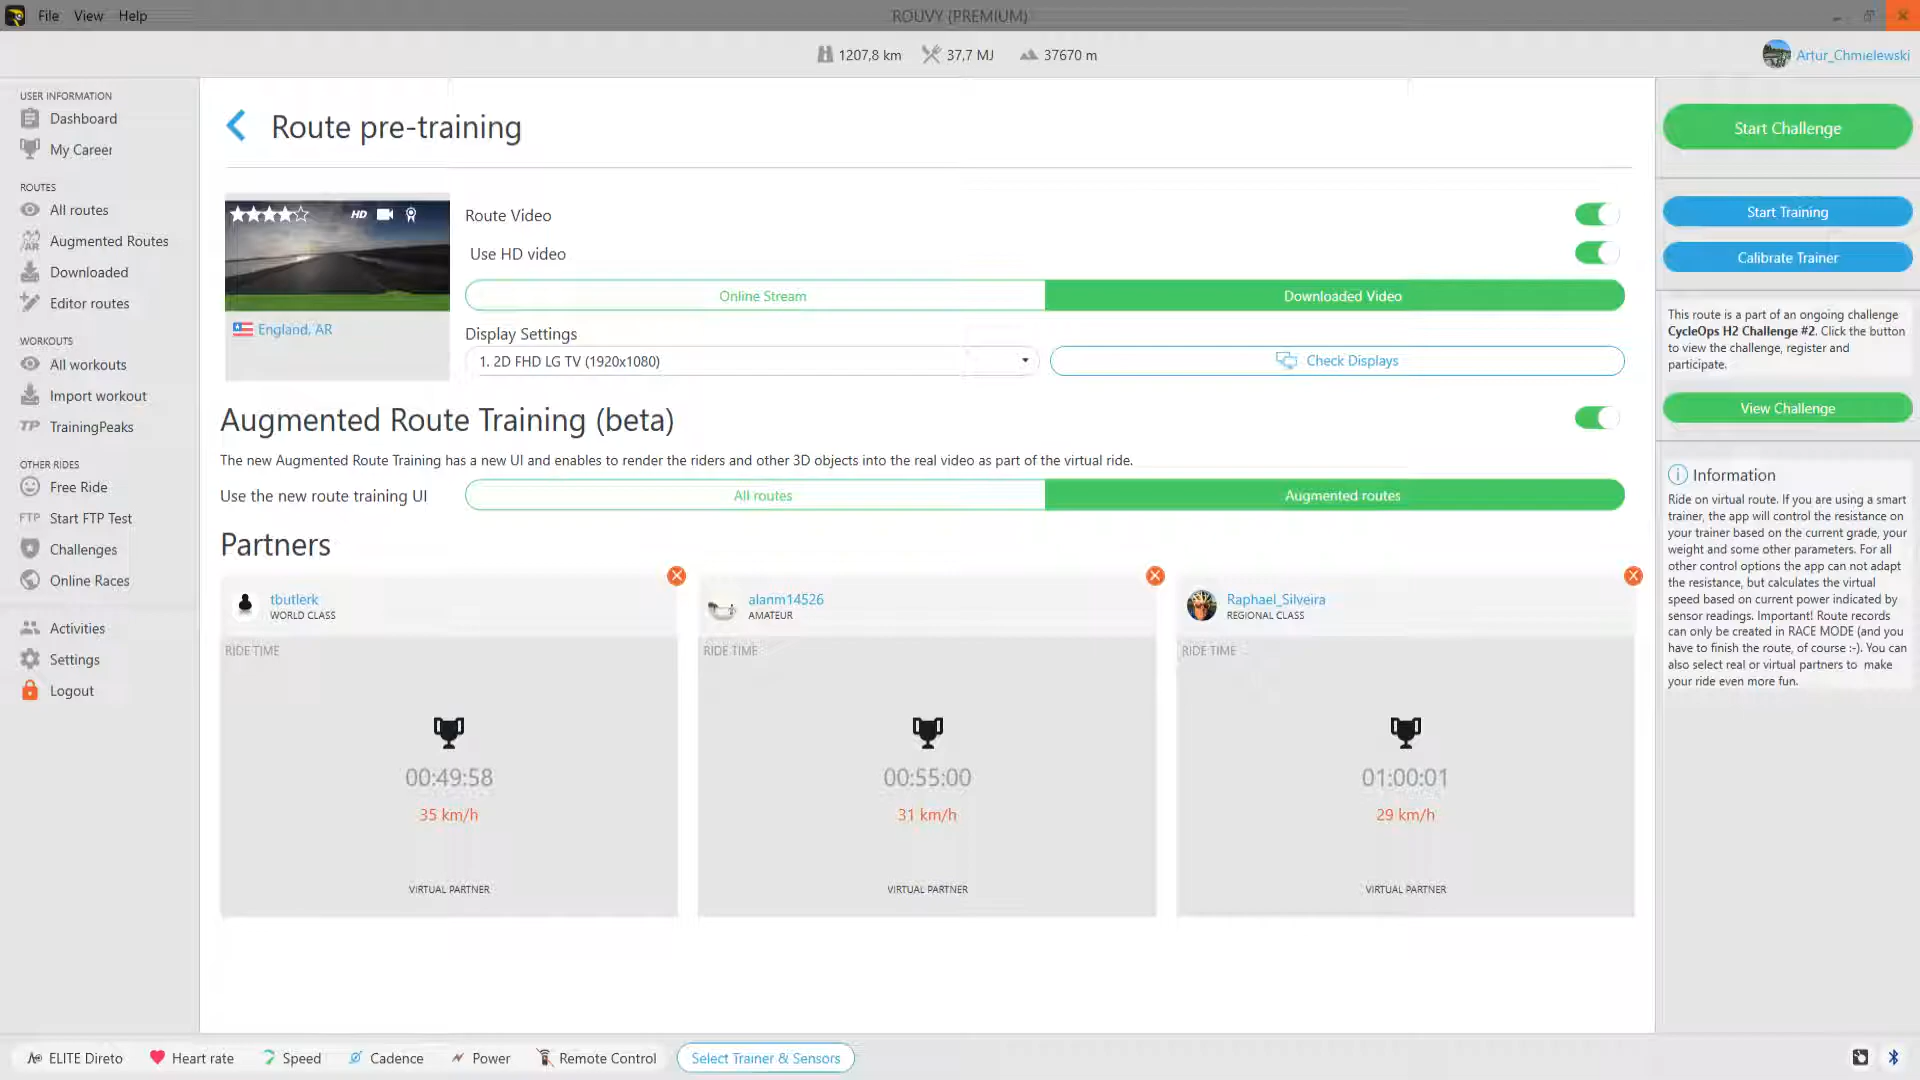 File View Help
ROUVY (PREMIUM)
1207,8 km 37,7 MJ 37670 m
Artur_Chmielewski
USER INFORMATION
Dashboard
My Career
ROUTES
All routes
Augmented Routes
Downloaded
Editor routes
WORKOUTS
All workouts
Import workout
TP TrainingPeaks
OTHER RIDES
Free Ride
FTP Start FTP Test
Challenges
Online Races
Activities
Settings
Logout
Route pre-training
HD
England, AR
Route Video
Use HD video
Online Stream Downloaded Video
Display Settings
1. 2D FHD LG TV (1920x1080) Check Displays
Augmented Route Training (beta)
The new Augmented Route Training has a new UI and enables to render the riders and other 3D objects into the real video as part of the virtual ride.
Use the new route training UI All routes Augmented routes
Partners
tbutlerk
WORLD CLASS
RIDE TIME
00:49:58
35 km/h
VIRTUAL PARTNER
alanm14526
AMATEUR
RIDE TIME
00:55:00
31 km/h
VIRTUAL PARTNER
Raphael_Silveira
REGIONAL CLASS
RIDE TIME
01:00:01
29 km/h
VIRTUAL PARTNER
Start Challenge
Start Training
Calibrate Trainer
This route is a part of an ongoing challenge
CycleOps H2 Challenge #2. Click the button
to view the challenge, register and
participate.
View Challenge
Information
Ride on virtual route. If you are using a smart
trainer, the app will control the resistance on
your trainer based on the current grade, your
weight and some other parameters. For all
other control options the app can not adapt
the resistance, but calculates the virtual
speed based on current power indicated by
sensor readings. Important! Route records
can only be created in RACE MODE (and you
have to finish the route, of course :-). You can
also select real or virtual partners to make
your ride even more fun.
ELITE Direto Heart rate Speed Cadence Power Remote Control Select Trainer & Sensors